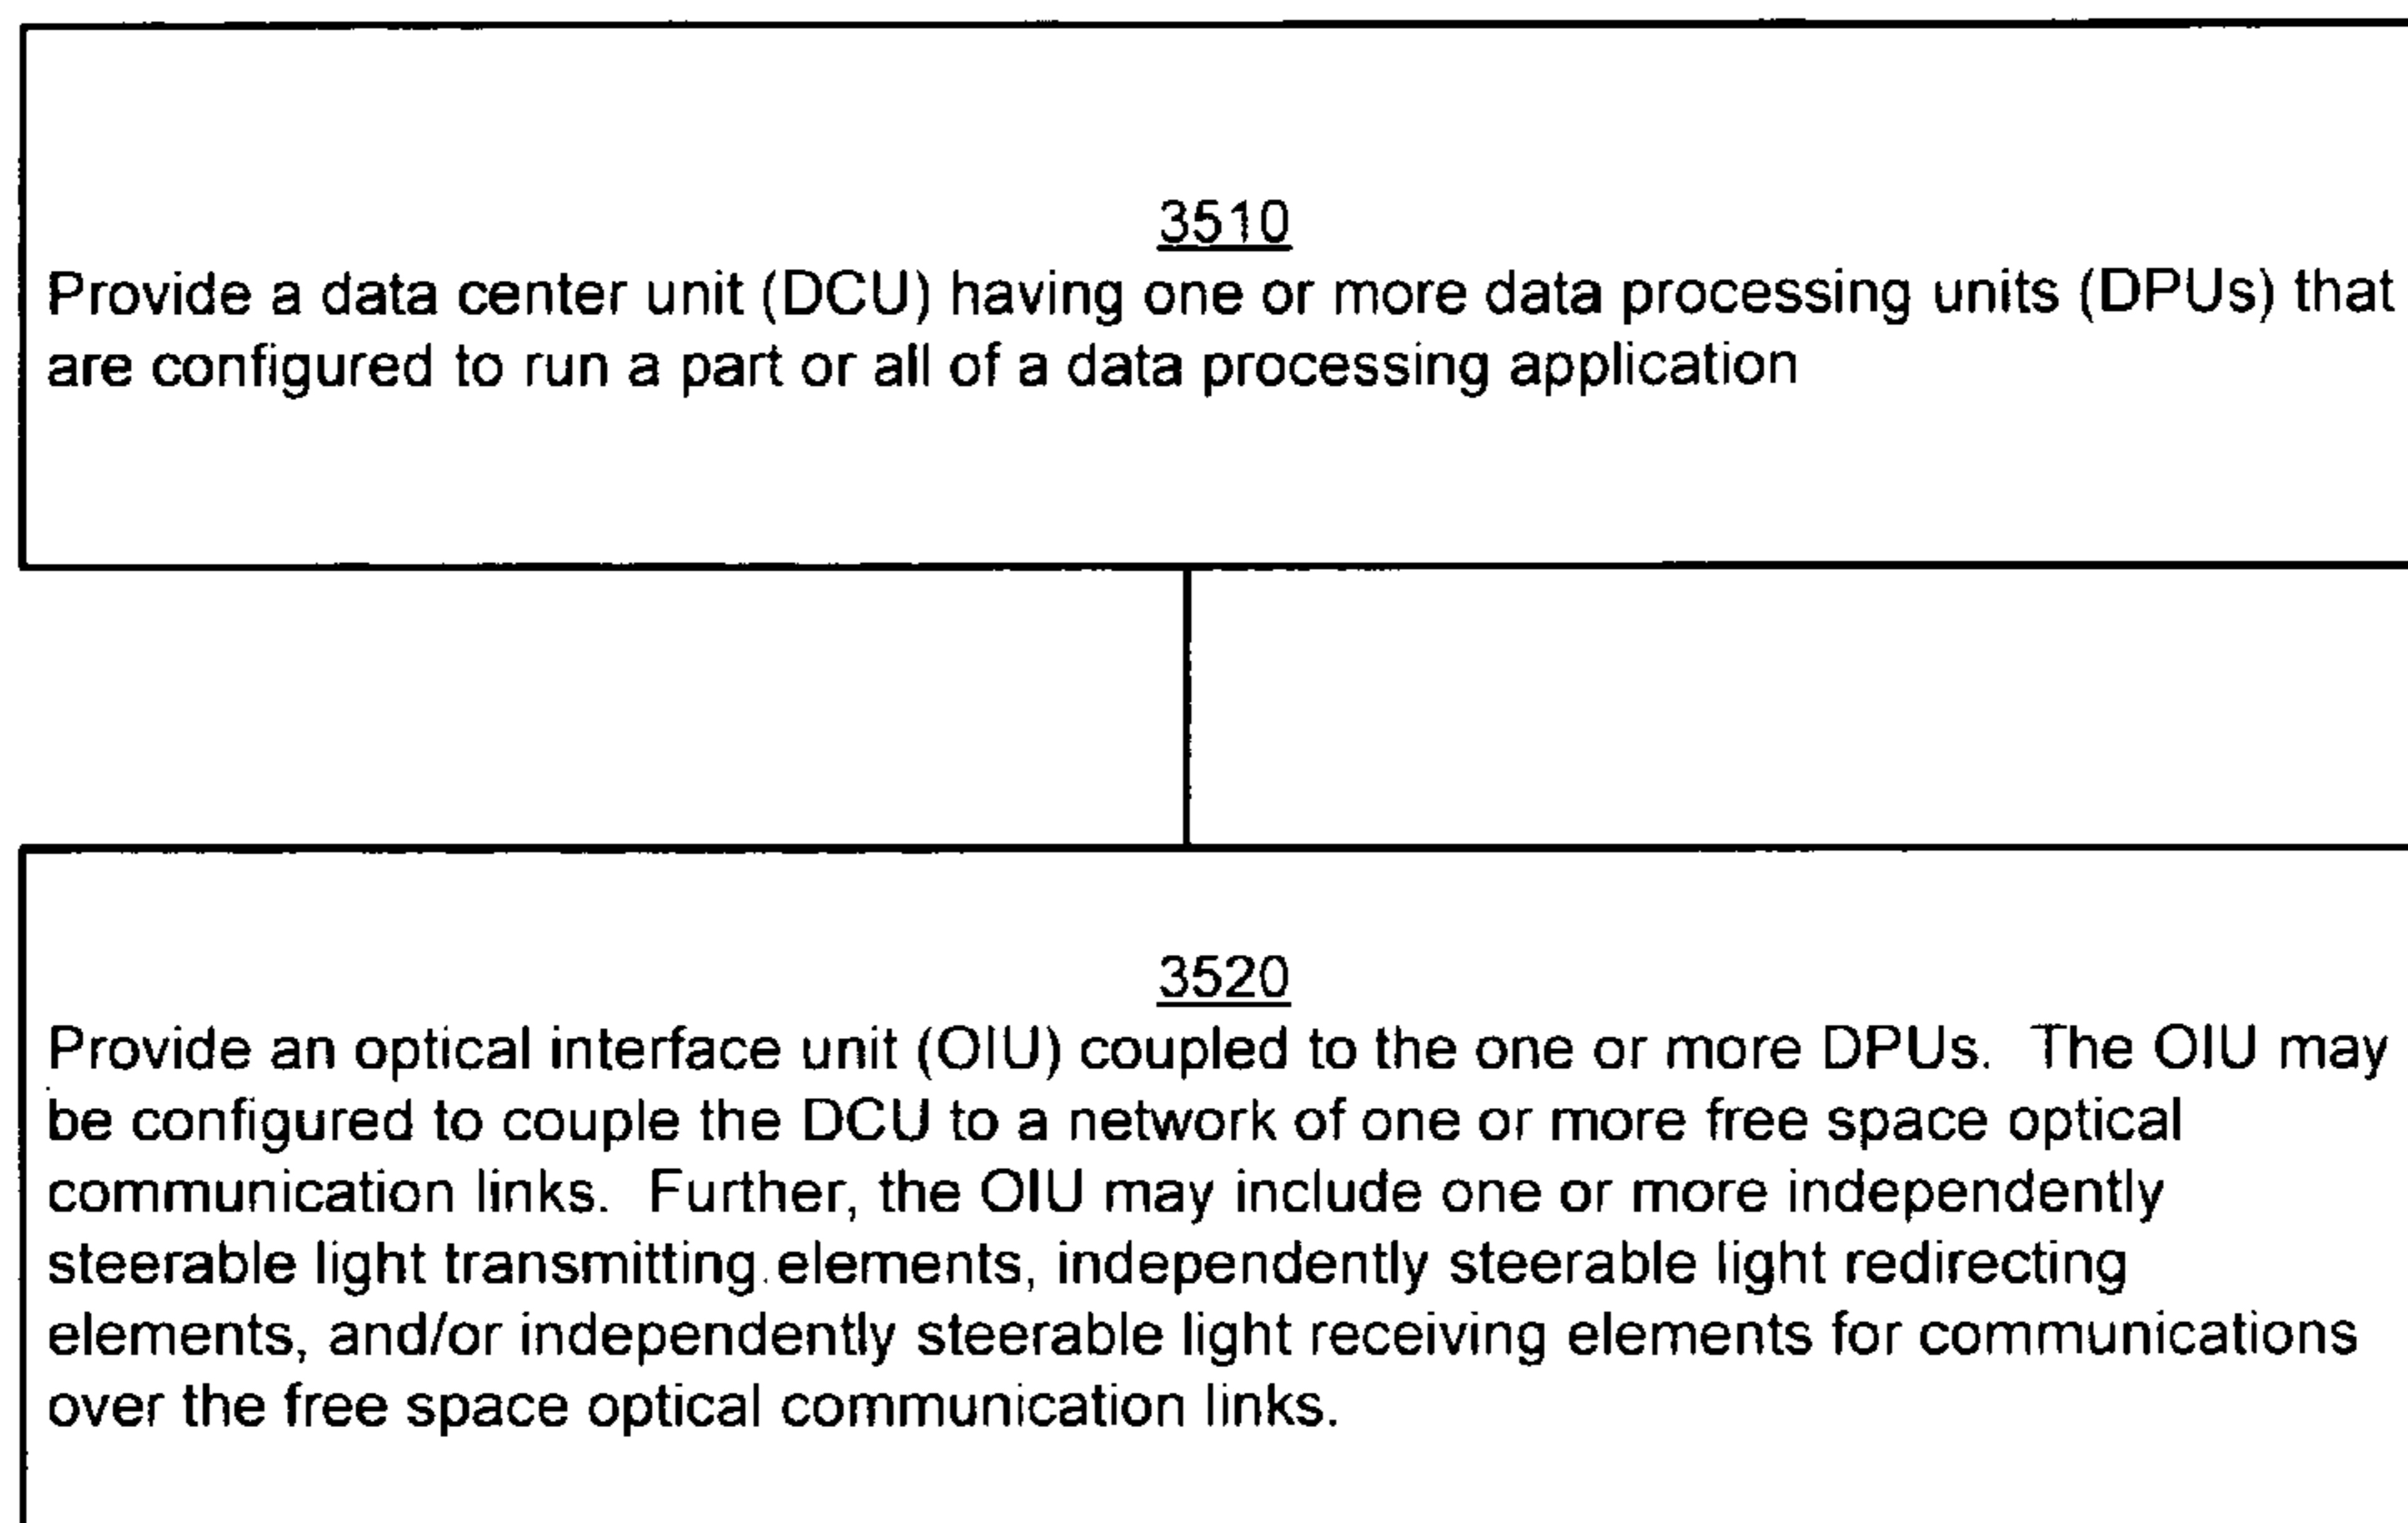 3510
Provide a data center unit (DCU) having one or more data processing units (DPUs) that
are configured to run a part or all of a data processing application
3520
Provide an optical interface unit (OIU) coupled to the one or more DPUs.  The OIU may
be configured to couple the DCU to a network of one or more free space optical
communication links.  Further, the OIU may include one or more independently
steerable light transmitting elements, independently steerable light redirecting
elements, and/or independently steerable light receiving elements for communications
over the free space optical communication links.